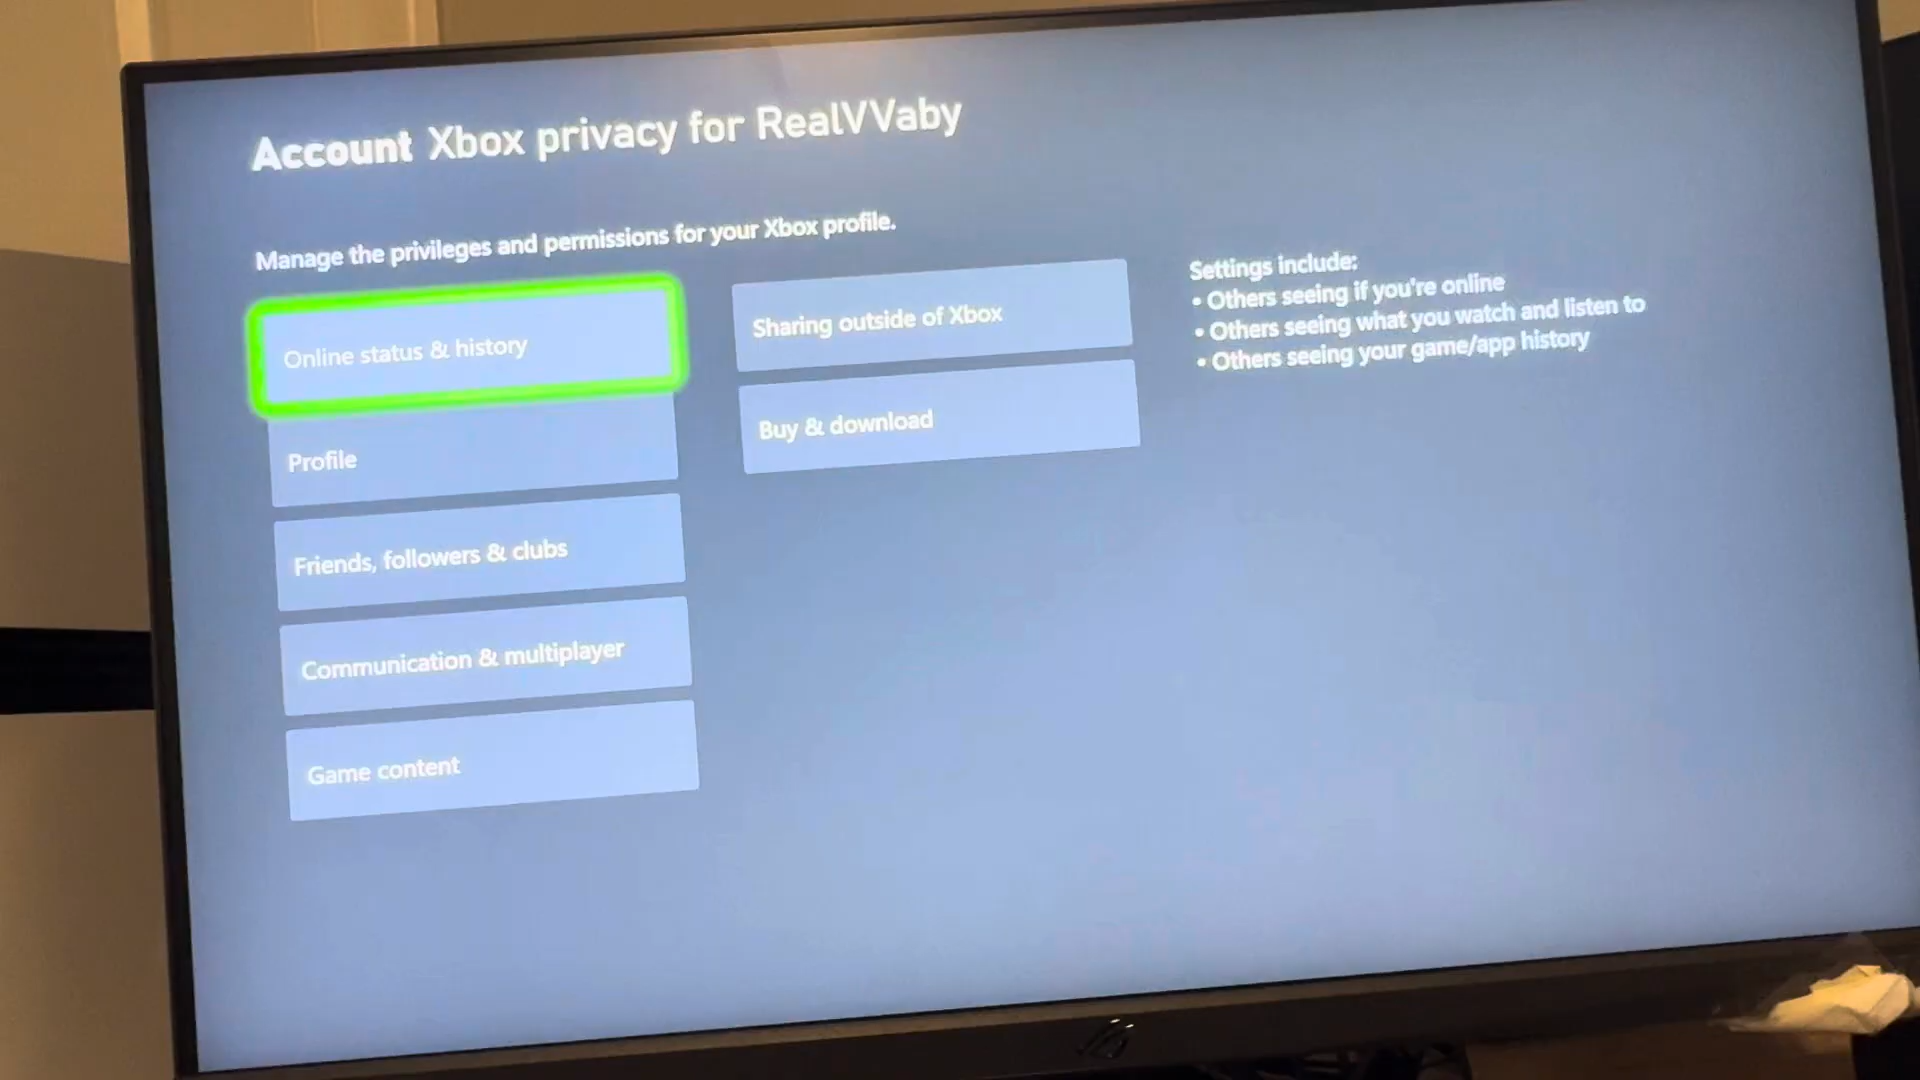 Account Xbox privacy for RealVVaby
Manage the privileges and permissions for your Xbox profile.
Online status & history
Profile
Friends, followers & clubs
Communication & multiplayer
Game content
Sharing outside of Xbox
Buy & download
Settings include:
• Others seeing if you're online
• Others seeing what you watch and listen to
• Others seeing your game/app history